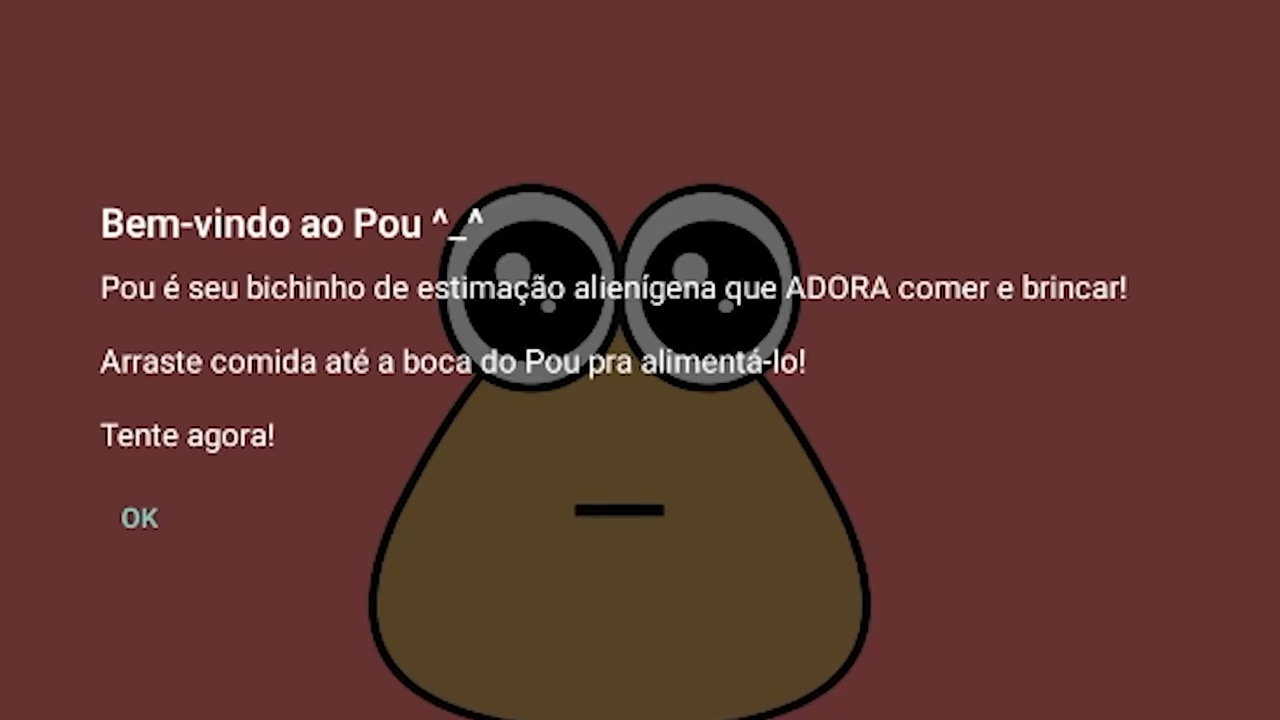 Bem-vindo ao Pou ^_^
Pou é seu bichinho de estimação alienígena que ADORA comer e brincar!
Arraste comida até a boca do Pou pra alimentá-lo!
Tente agora!
OK